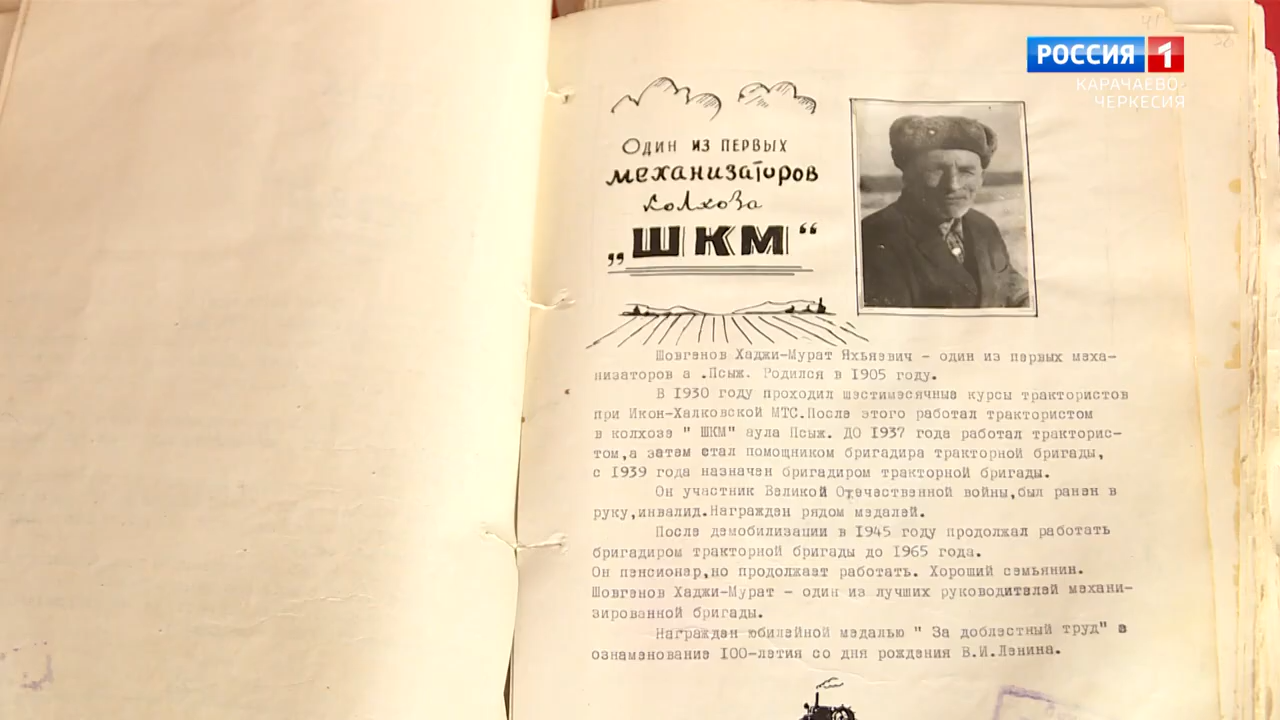 РОССИЯ 1
КАРАЧАЕВО
ЧЕРКЕСИЯ
Один из первых
механизаторов
колхоза
„ШКМ“
Шовгенов Хаджи-Мурат Яхьяевич - один из первых меха-
низаторов а .Псыж. Родился в 1905 году.
В 1930 году проходил шестимесячные курсы трактористов
при Икон-Халковской МТС.После этого работал трактористом
в колхозе " ШКМ" аула Псыж. ДО 1937 года работал тракторис-
том,а затем стал помощником бригадира тракторной бригады,
с 1939 года назначен бригадиром тракторной бригады.
Он участник Великой Отечественной войны,был ранен в
руку,инвалид.Награжден рядом медалей.
После демобилизации в 1945 году продолжал работать
бригадиром тракторной бригады до 1965 года.
Он пенсионер,но продолжает работать. Хороший семьянин.
Шовгенов Хаджи-Мурат - один из лучших руководителей механи-
зированной бригады.
Награжден юбилейной медалью " За доблестный труд" в
ознаменование 100-летия со дня рождения В.И.Ленина.